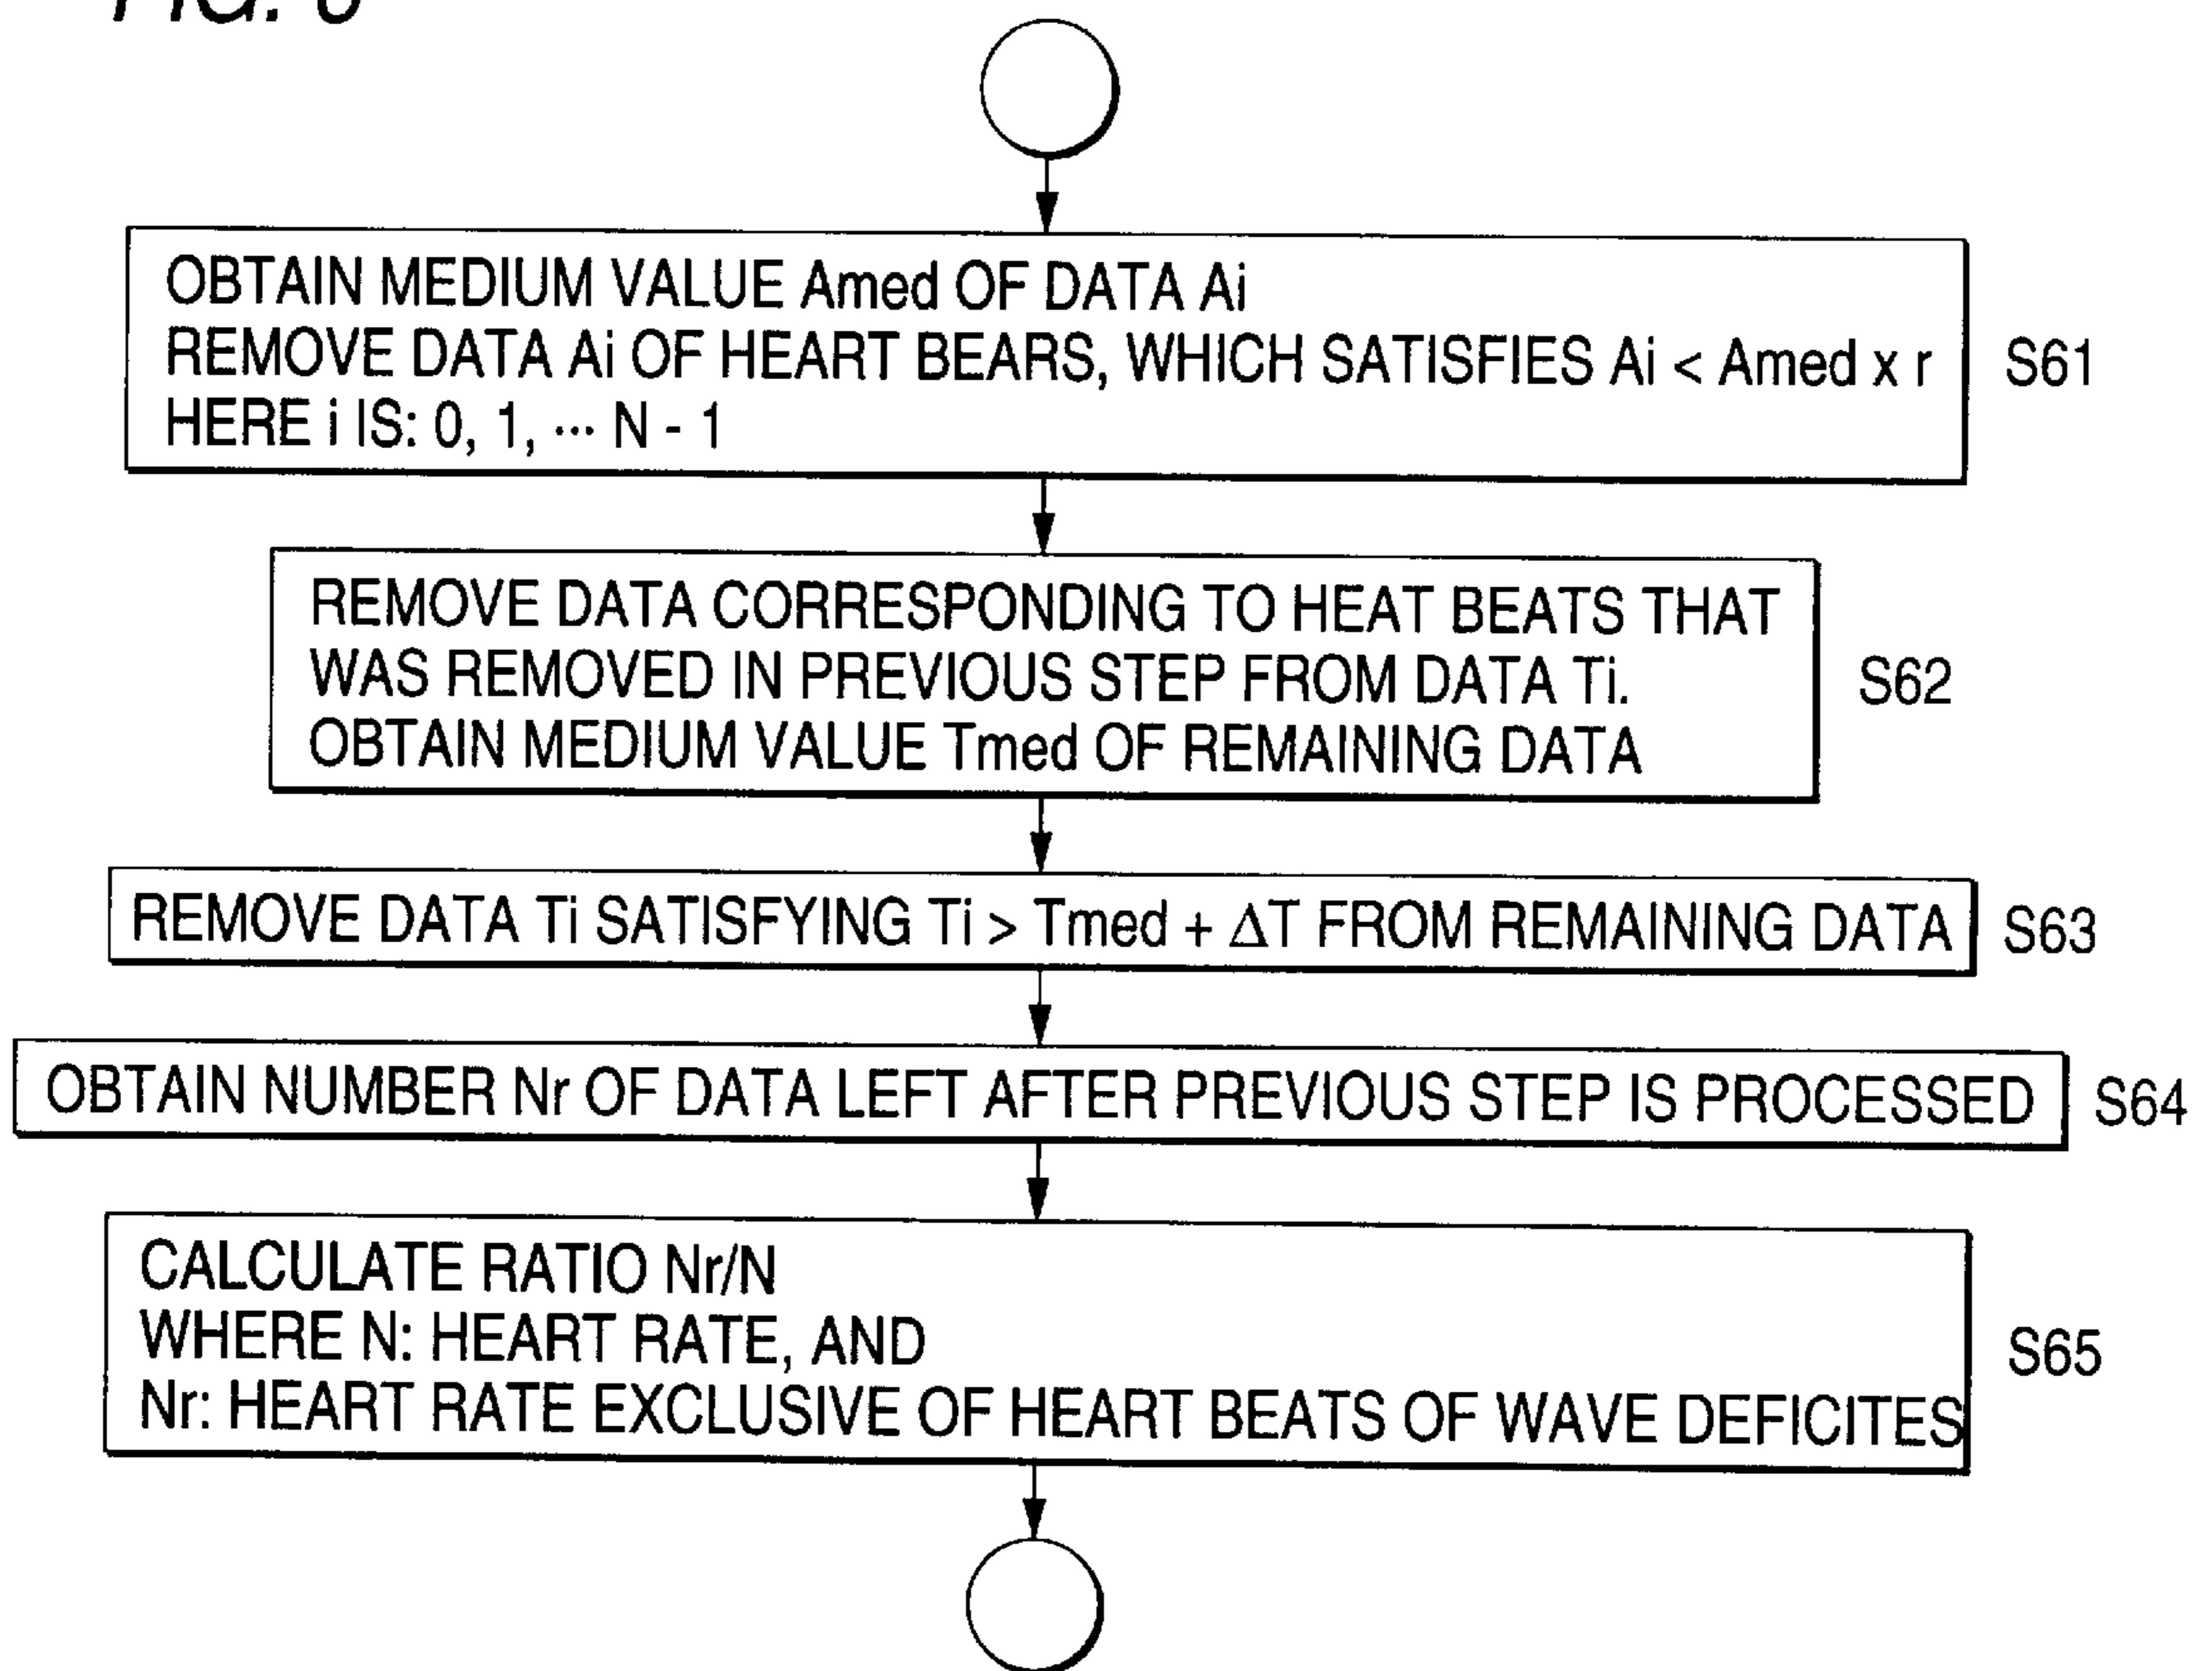 FIG.
OBTAIN MEDIUM VALUE Amed OF DATA Ai
REMOVE DATA Ai OF HEART BEARS, WHICH SATISFIES Ai < Amed x r
HERE i IS: 0, 1, ··· N - 1
S61
REMOVE DATA CORRESPONDING TO HEAT BEATS THAT
WAS REMOVED IN PREVIOUS STEP FROM DATA Ti.
OBTAIN MEDIUM VALUE Tmed OF REMAINING DATA
S62
REMOVE DATA Ti SATISFYING Ti > Tmed + ΔT FROM REMAINING DATA
S63
OBTAIN NUMBER Nr OF DATA LEFT AFTER PREVIOUS STEP IS PROCESSED
S64
CALCULATE RATIO Nr/N
WHERE N: HEART RATE, AND
Nr: HEART RATE EXCLUSIVE OF HEART BEATS OF WAVE DEFICITES
S65